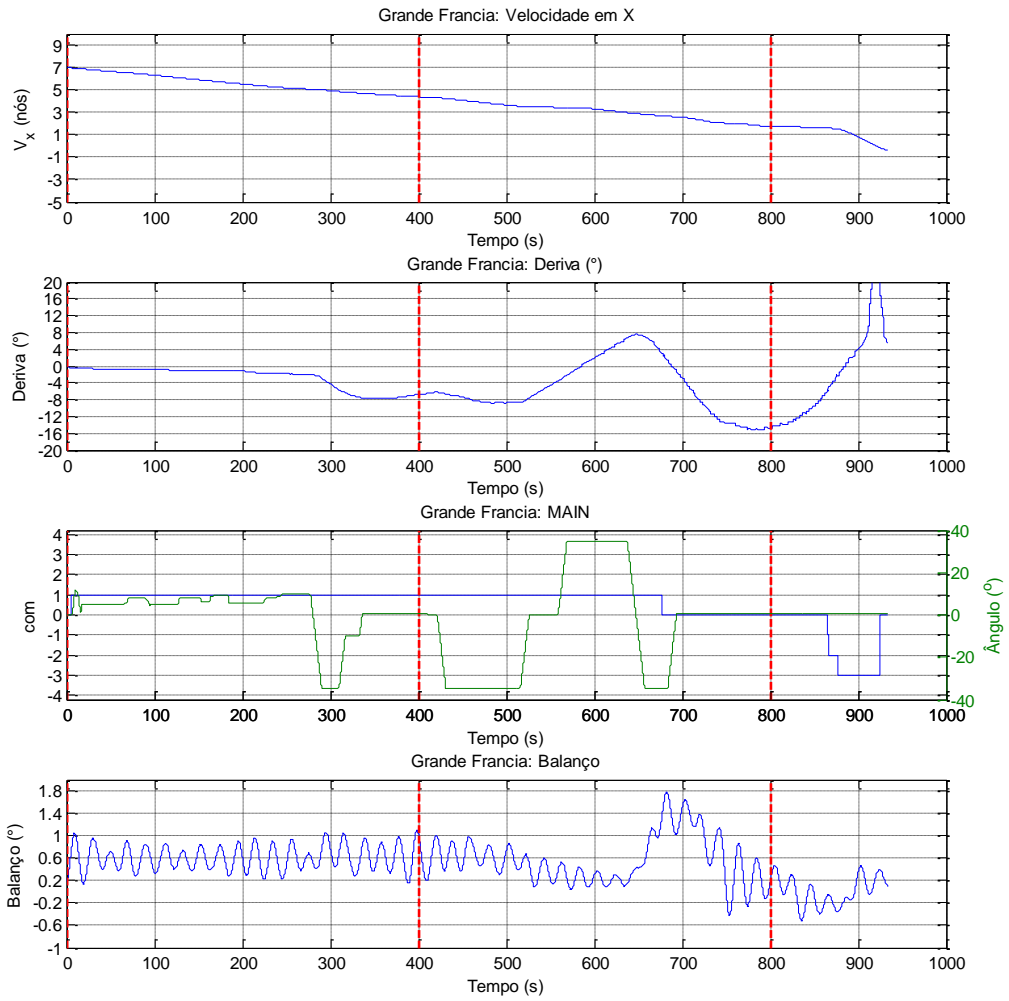 Grande Francia: Velocidade em X
9
7
5
3
1
-1
-3
-5
V_x (nós)
0 100 200 300 400 500 600 700 800 900 1000
Tempo (s)
Grande Francia: Deriva (°)
20
16
12
8
4
0
-4
-8
-12
-16
-20
Deriva (°)
0 100 200 300 400 500 600 700 800 900 1000
Tempo (s)
Grande Francia: MAIN
4
3
2
1
0
-1
-2
-3
-4
com
40
20
0
-20
-40
Ângulo (º)
0 100 200 300 400 500 600 700 800 900 1000
Tempo (s)
Grande Francia: Balanço
1.8
1.4
1
0.6
0.2
-0.2
-0.6
-1
Balanço (°)
0 100 200 300 400 500 600 700 800 900 1000
Tempo (s)